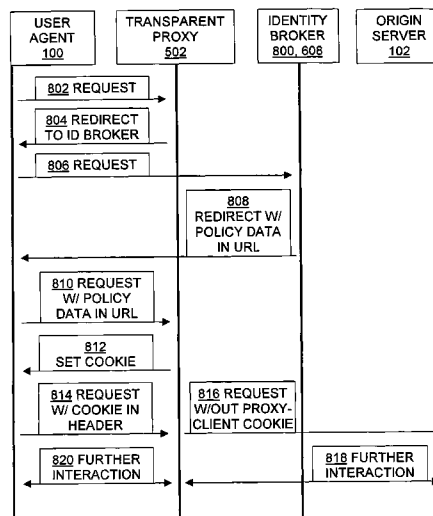 USER
AGENT
100
TRANSPARENT
PROXY
502
IDENTITY
BROKER
800, 608
ORIGIN
SERVER
102
802 REQUEST
804 REDIRECT
TO ID BROKER
806 REQUEST
808
REDIRECT W/
POLICY DATA
IN URL
810
REQUEST
W/ POLICY
DATA IN URL
812
SET COOKIE
814 REQUEST
W/ COOKIE IN
HEADER
816 REQUEST
W/OUT PROXY-
CLIENT COOKIE
818 FURTHER
INTERACTION
820 FURTHER
INTERACTION